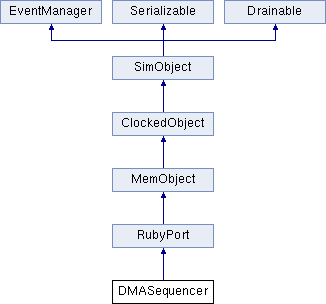 EventManager Serializable Drainable
SimObject
ClockedObject
MemObject
RubyPort
DMASequencer